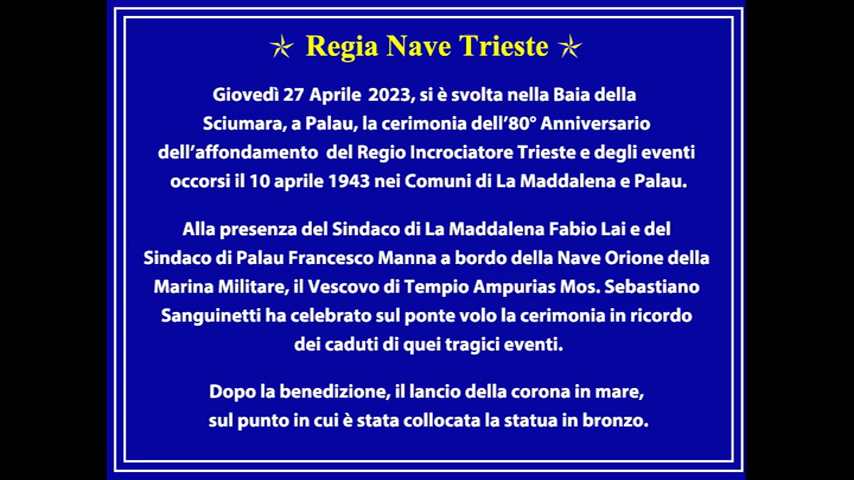 Regia Nave Trieste
Giovedì 27 Aprile 2023, si è svolta nella Baia della
Sciumara, a Palau, la cerimonia dell'80° Anniversario
dell'affondamento del Regio Incrociatore Trieste e degli eventi
occorsi il 10 aprile 1943 nei Comuni di La Maddalena e Palau.
Alla presenza del Sindaco di La Maddalena Fabio Lai e del
Sindaco di Palau Francesco Manna a bordo della Nave Orione della
Marina Militare, il Vescovo di Tempio Ampurias Mos. Sebastiano
Sanguinetti ha celebrato sul ponte volo la cerimonia in ricordo
dei caduti di quei tragici eventi.
Dopo la benedizione, il lancio della corona in mare,
sul punto in cui è stata collocata la statua in bronzo.